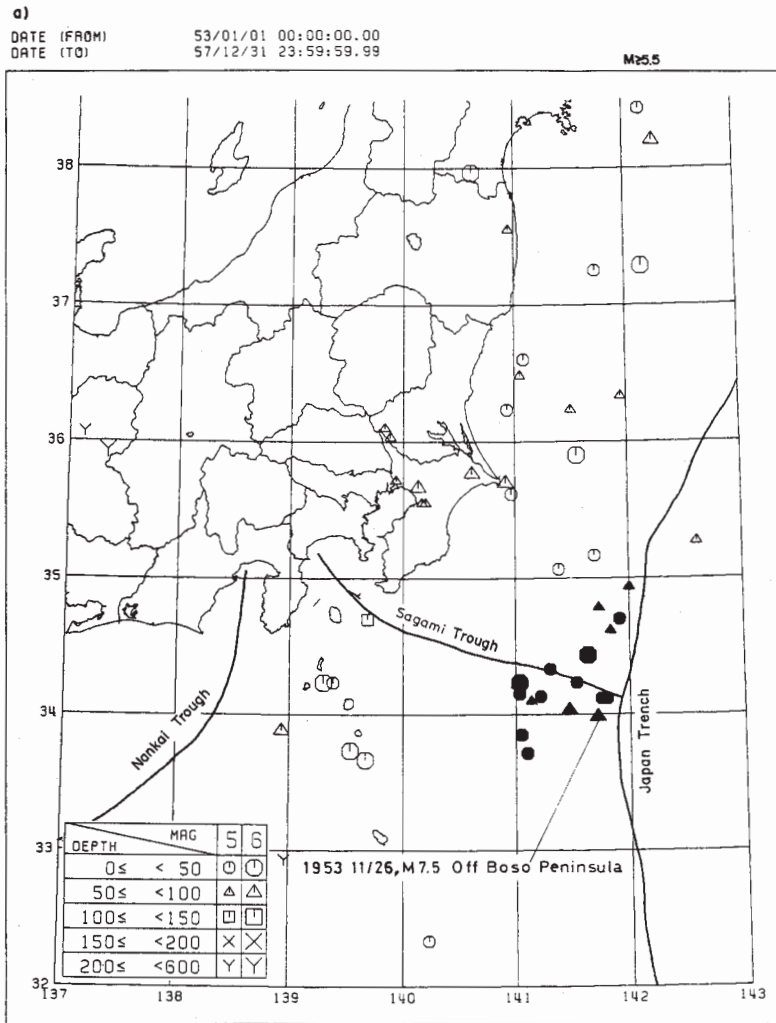 a)
DATE (FROM) 53/01/01 00:00:00.00
DATE (TO) 57/12/31 23:59:59.99
M≥5.5
38
37
36
35
34
33
32
Sagami Trough
Nankai Trough
Japan Trench
1953 11/26, M7.5 Off Boso Peninsula
MAG 5 6
DEPTH
0≤ < 50
50≤ <100
100≤ <150
150≤ <200
200≤ <600
137 138 139 140 141 142 143